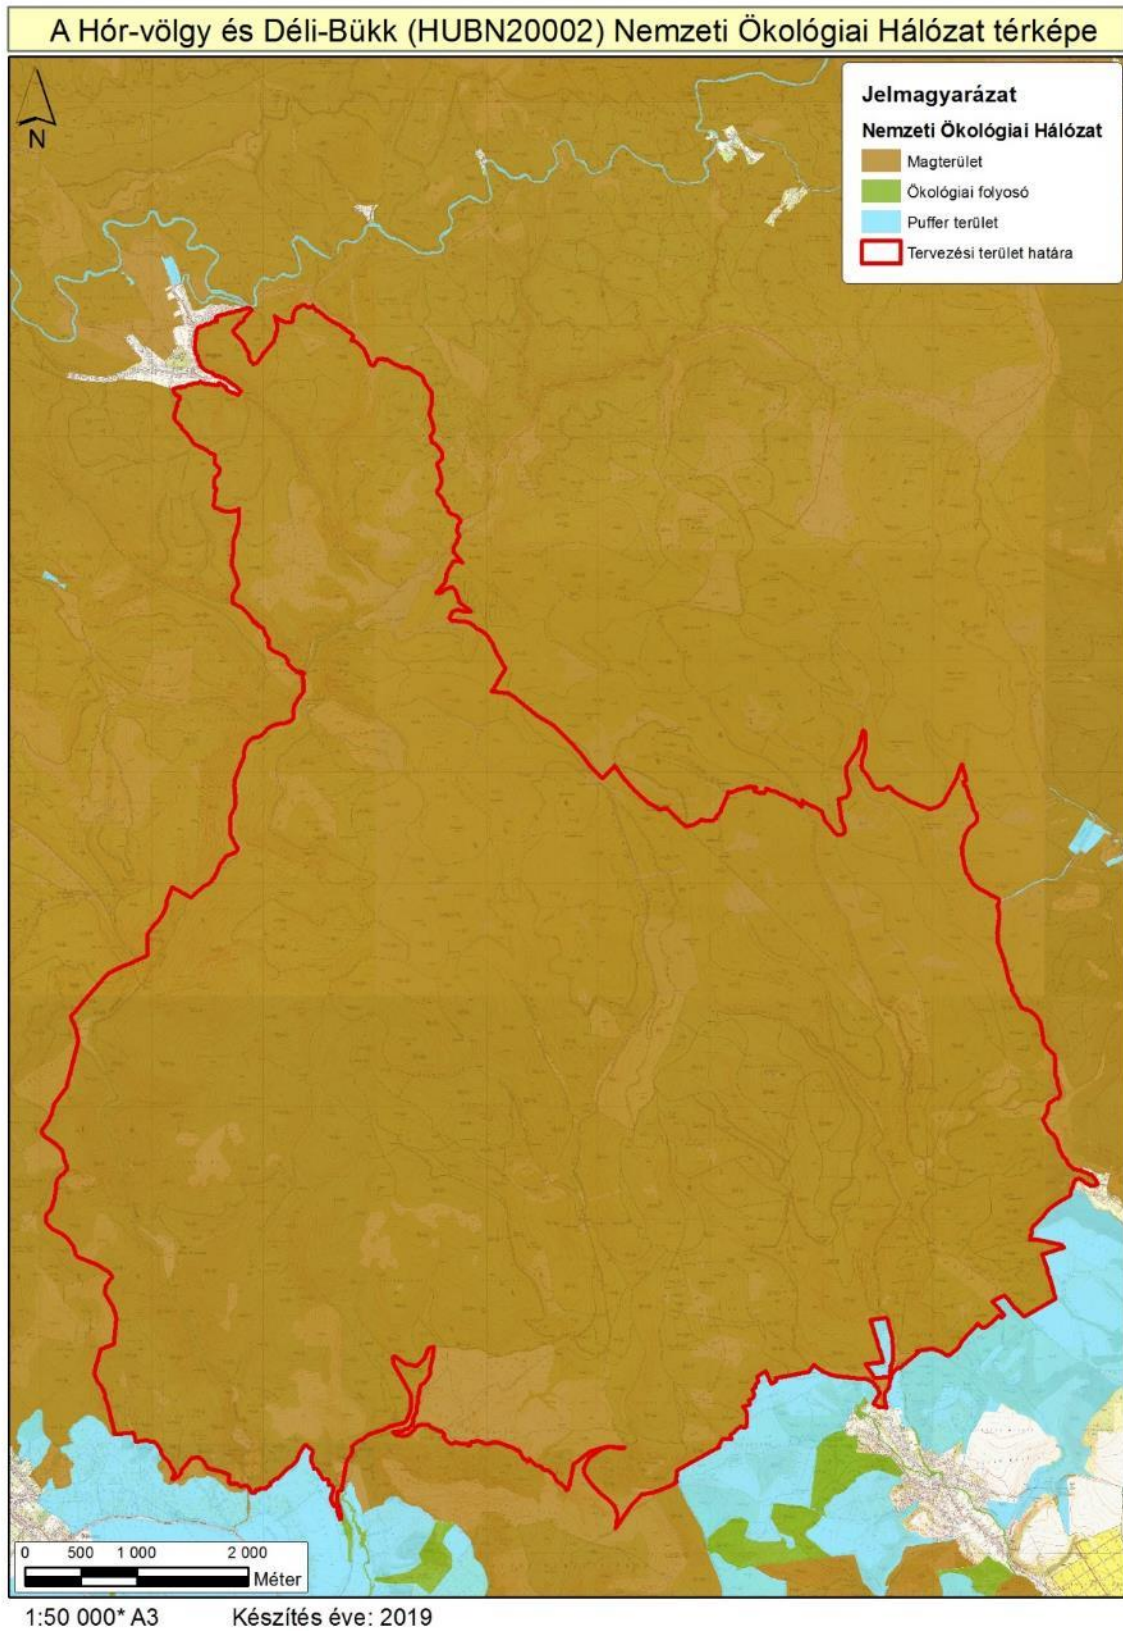 A Hór-völgy és Déli-Bükk (HUBN20002) Nemzeti Ökológiai Hálózat térképe
N
Jelmagyarázat
Nemzeti Ökológiai Hálózat
Magterület
Ökológiai folyosó
Puffer terület
Tervezési terület határa
0 500 1 000 2 000
Méter
1:50 000* A3 Készítés éve: 2019